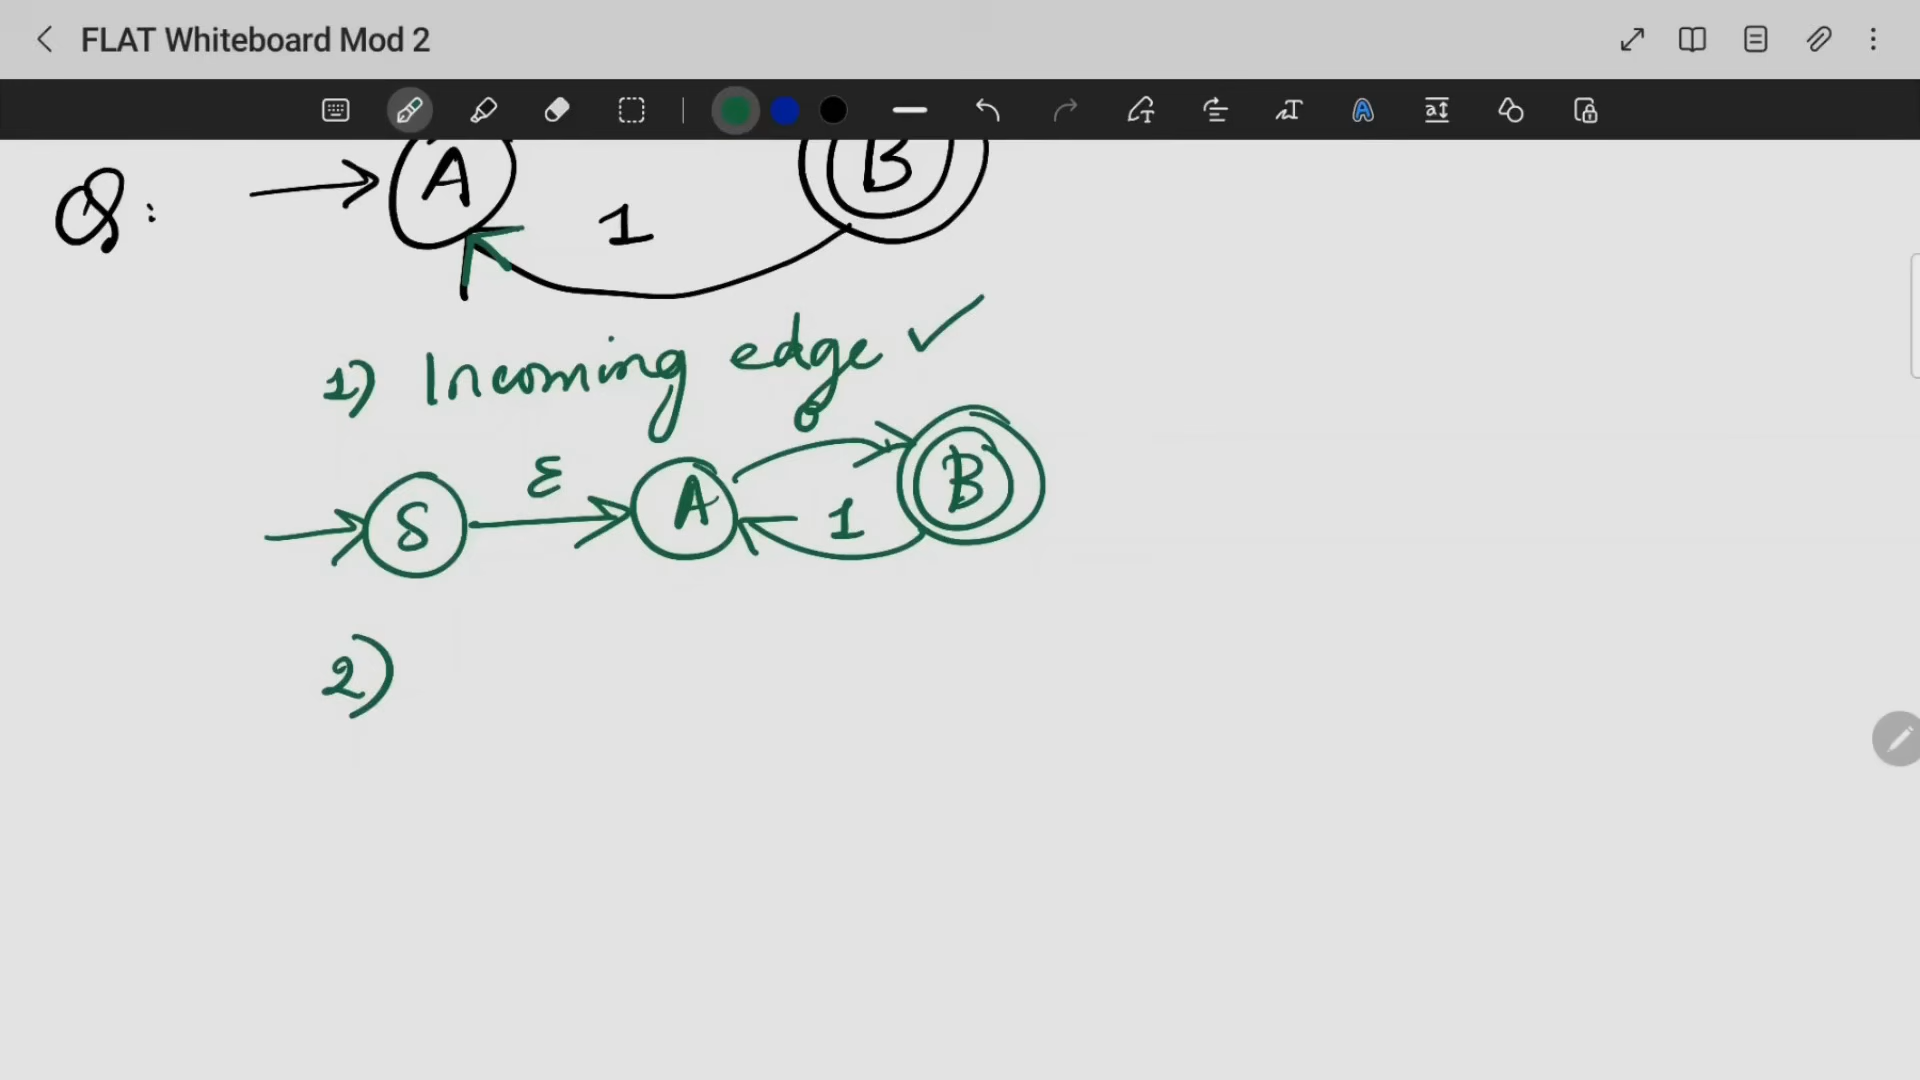 FLAT Whiteboard Mod 2
Q: A B
1
1) Incoming edge ✓
0
S ε A 1 B
2)